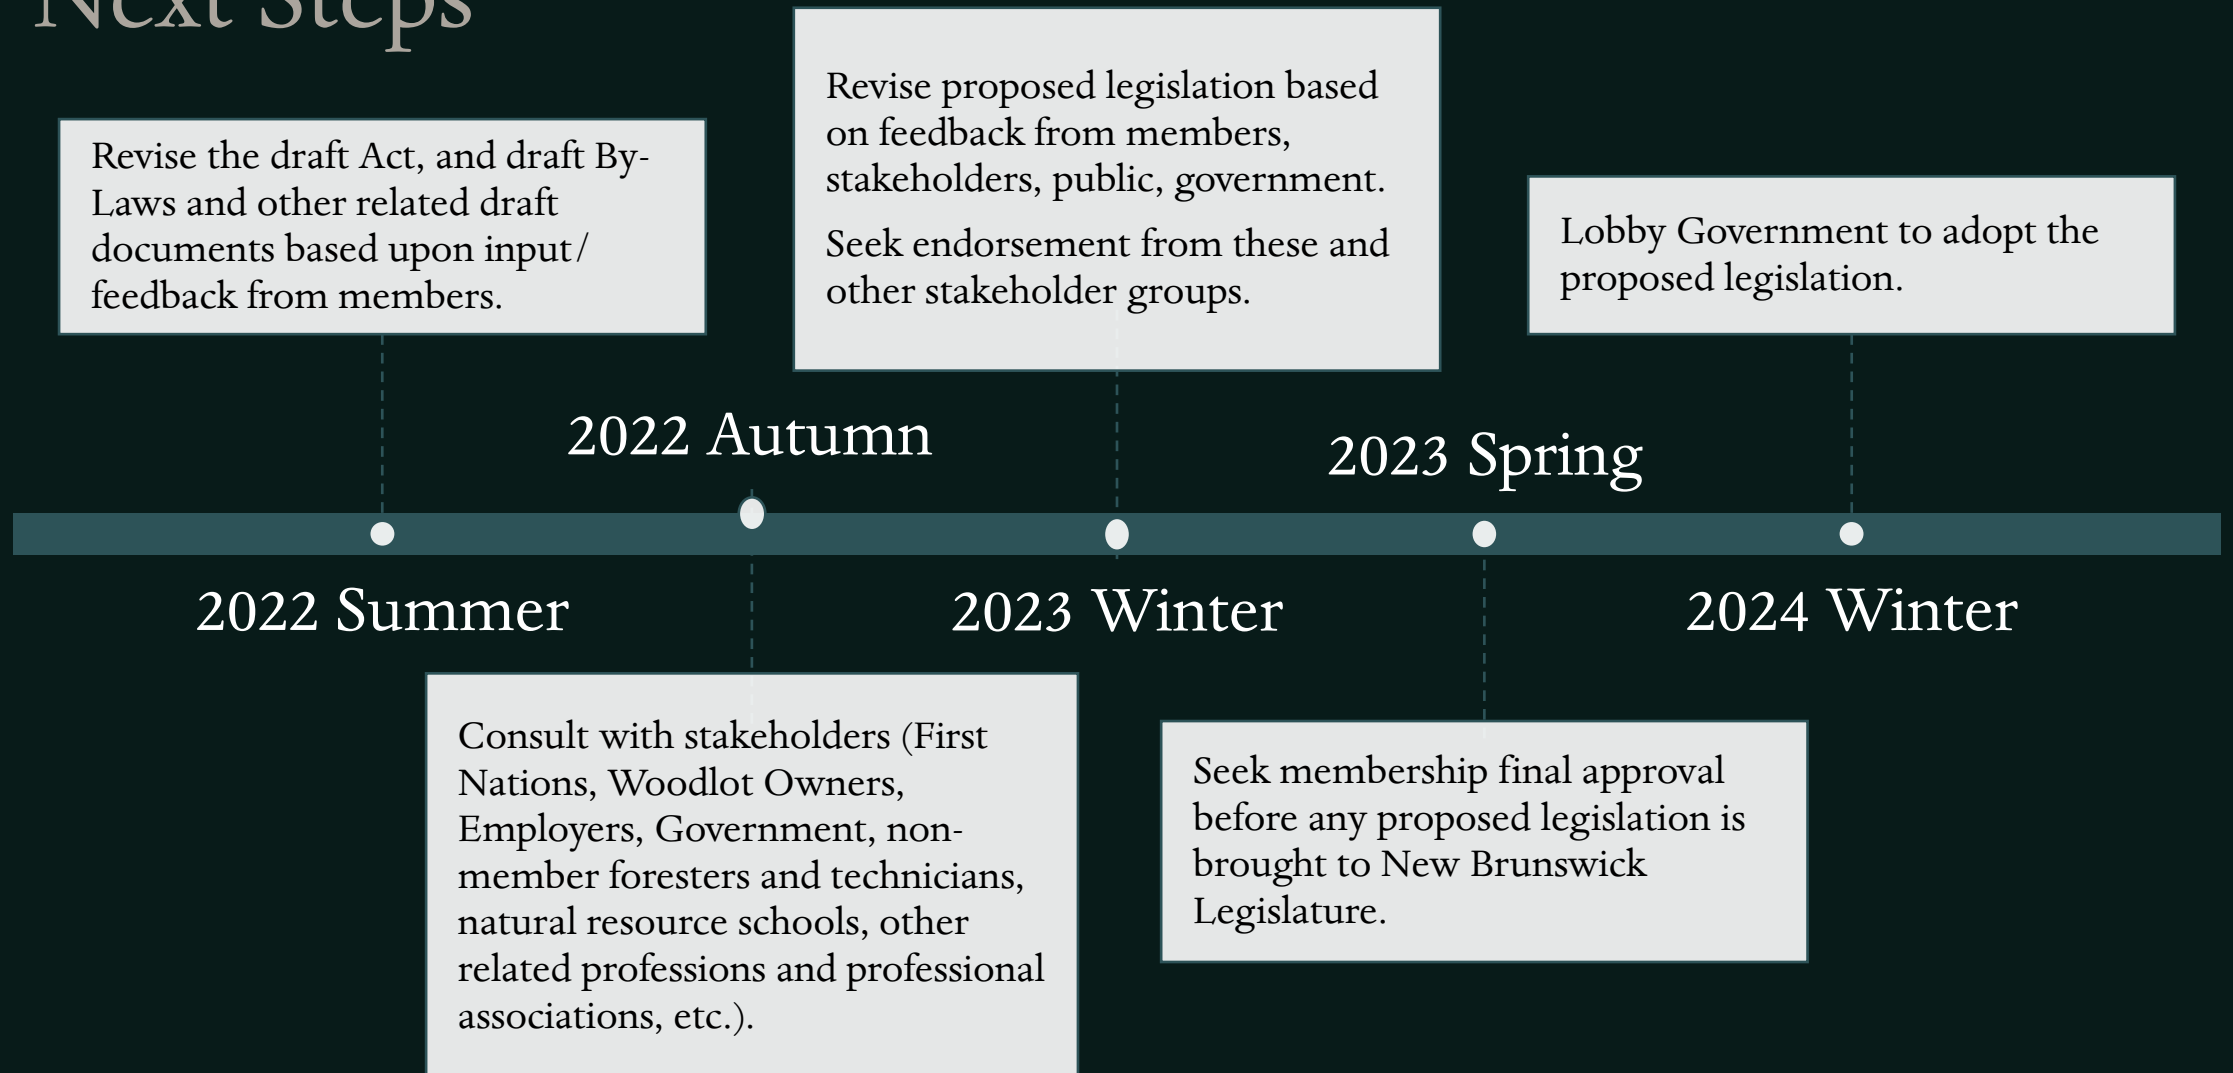 Next Steps
Revise the draft Act, and draft By-
Laws and other related draft
documents based upon input/
feedback from members.
Revise proposed legislation based
on feedback from members,
stakeholders, public, government.
Seek endorsement from these and
other stakeholder groups.
Lobby Government to adopt the
proposed legislation.
2022 Autumn
2023 Spring
2022 Summer
2023 Winter
2024 Winter
Consult with stakeholders (First
Nations, Woodlot Owners,
Employers, Government, non-
member foresters and technicians,
natural resource schools, other
related professions and professional
associations, etc.).
Seek membership final approval
before any proposed legislation is
brought to New Brunswick
Legislature.